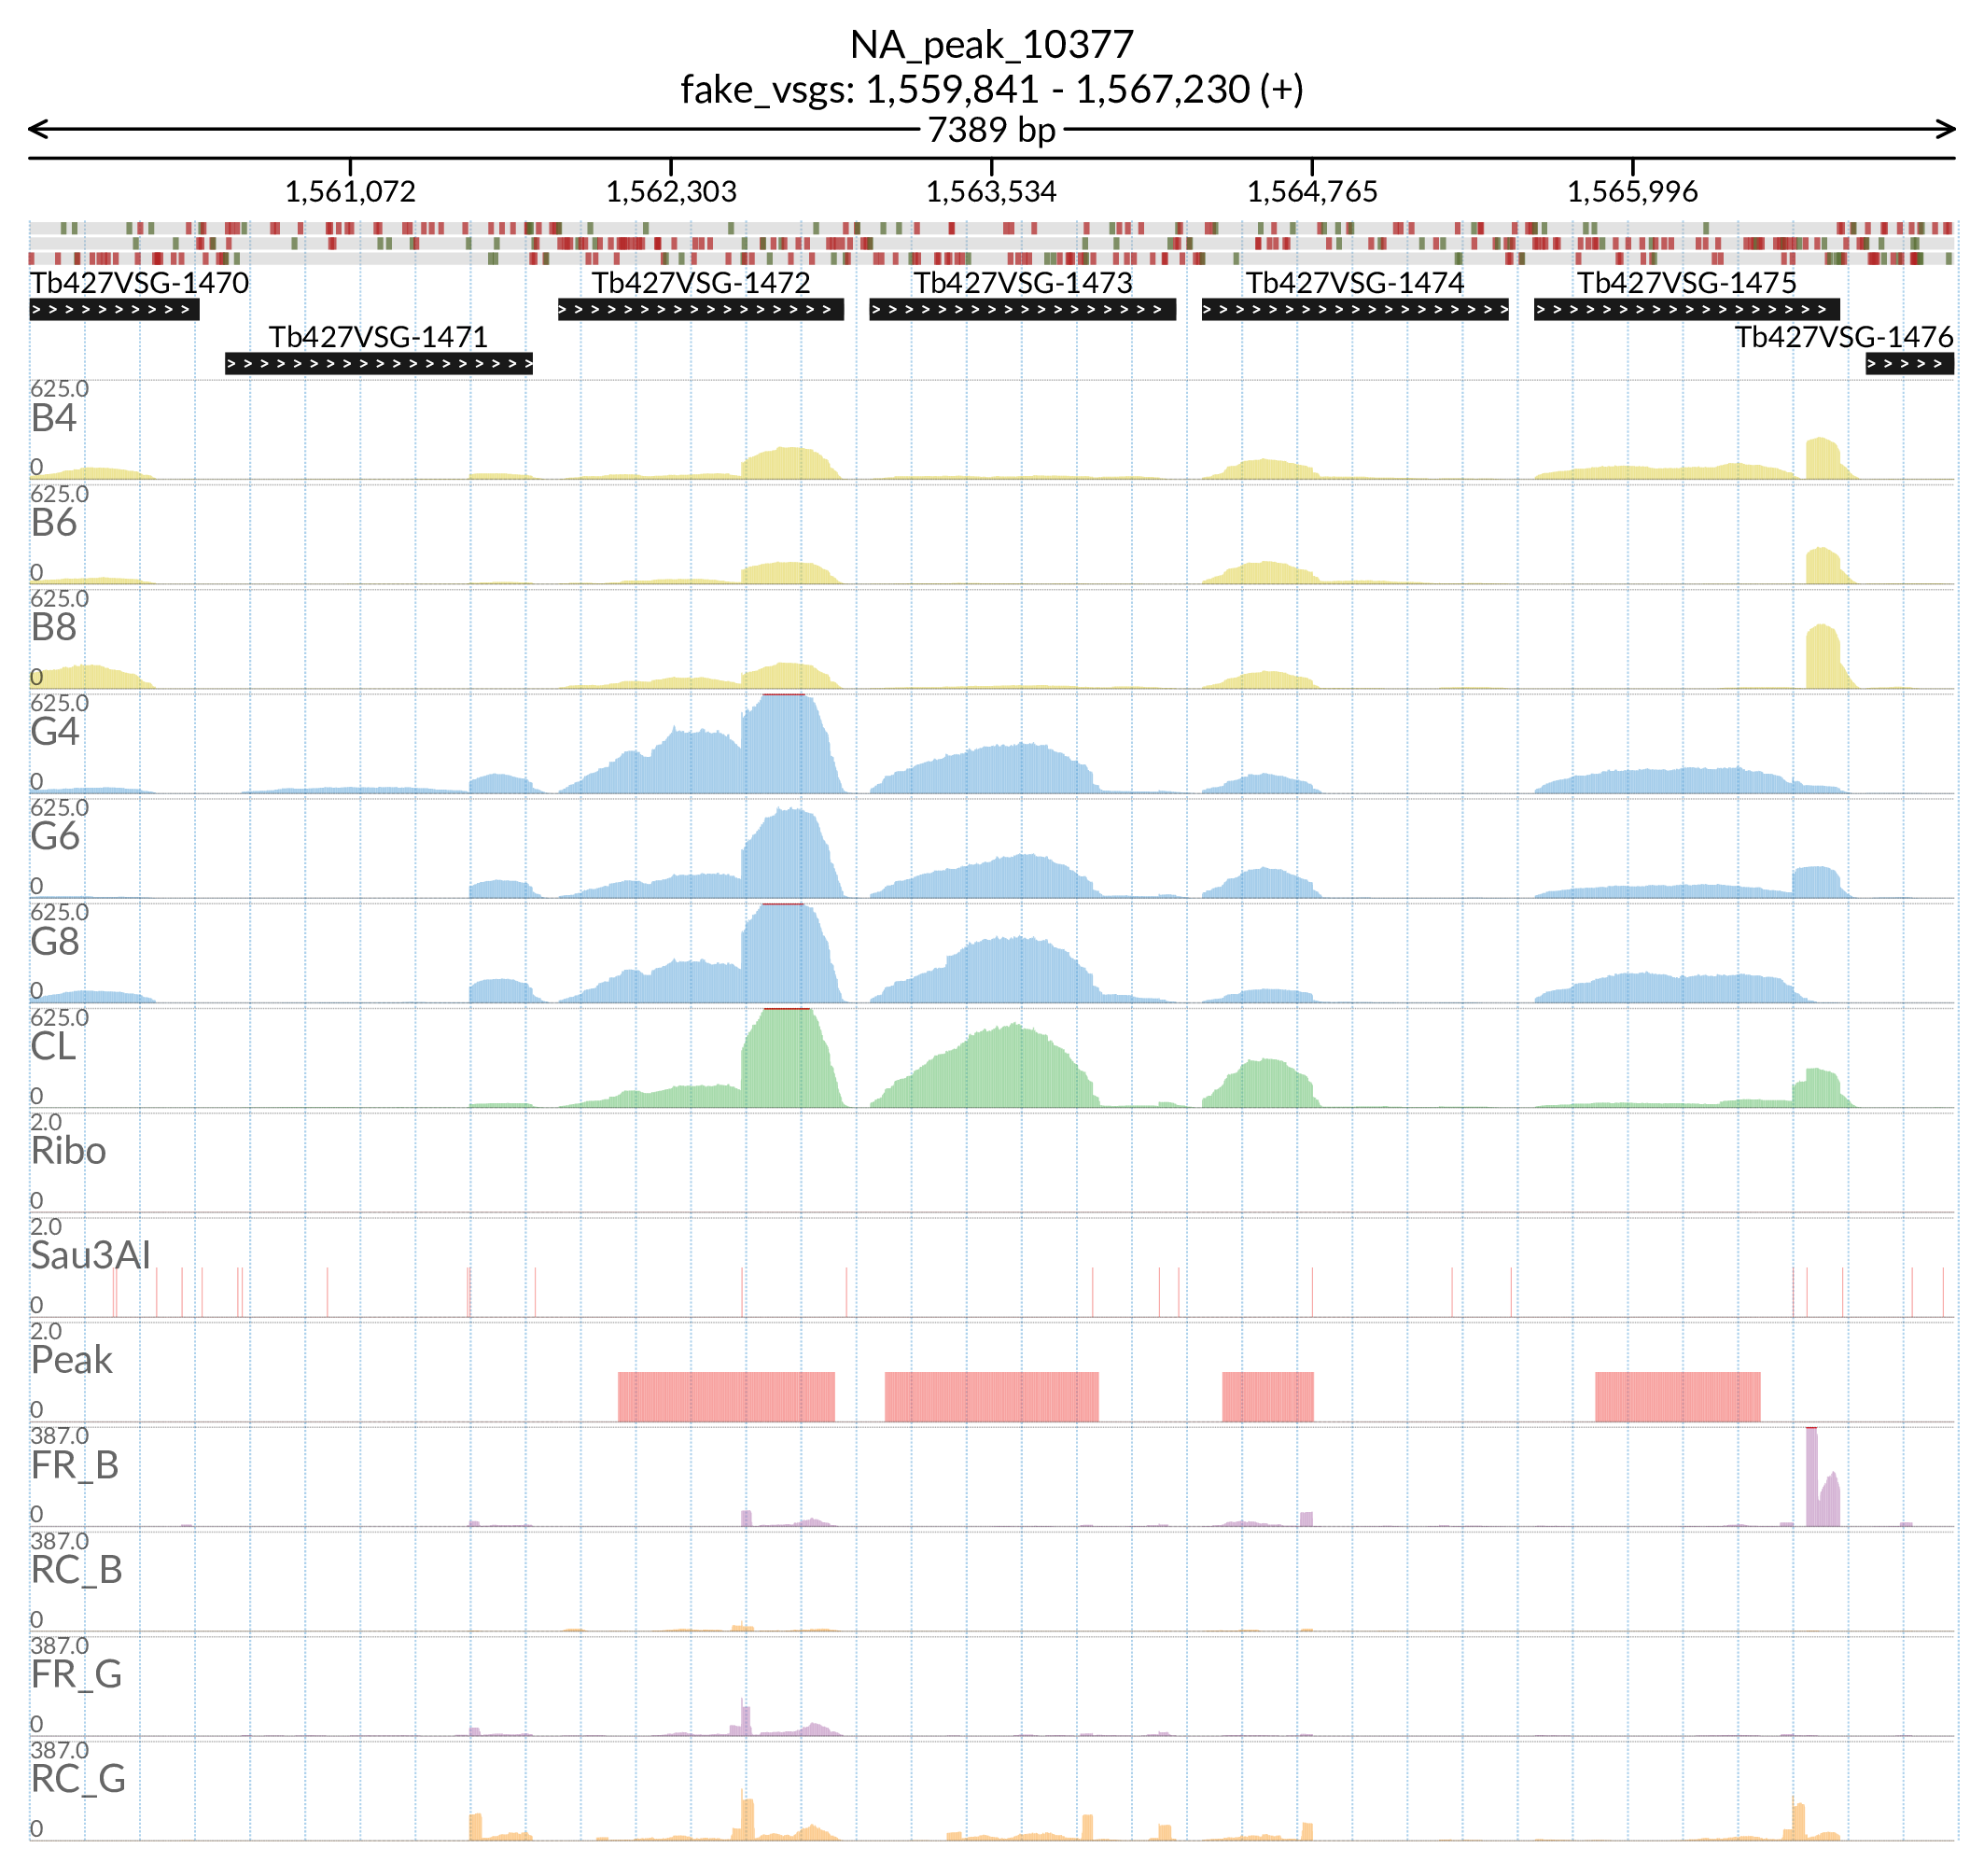 NA_peak_10377
fake_vsgs: 1,559,841 - 1,567,230 (+)
7389 bp
1,561,072 1,562,303 1,563,534 1,564,765 1,565,996
Tb427VSG-1470 Tb427VSG-1472 Tb427VSG-1473 Tb427VSG-1474 Tb427VSG-1475
Tb427VSG-1471 Tb427VSG-1476
625.0
B4
0
625.0
B6
0
625.0
B8
0
625.0
G4
0
625.0
G6
0
625.0
G8
0
625.0
CL
0
2.0
Ribo
0
2.0
Sau3AI
0
2.0
Peak
0
387.0
FR_B
0
387.0
RC_B
0
387.0
FR_G
0
387.0
RC_G
0